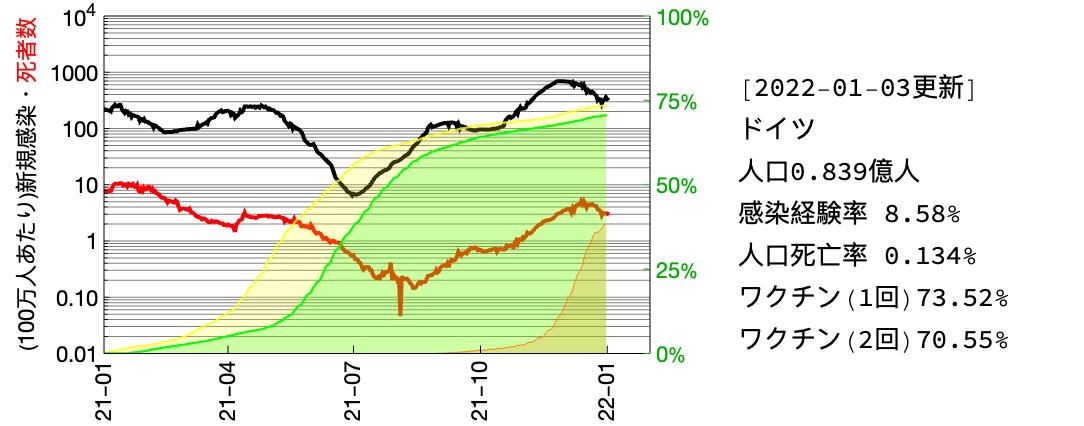 (100万人あたり)新規感染・死者数
10⁴
1000
100
10
1
0.10
0.01
100%
75%
50%
25%
0%
21-01
21-04
21-07
21-10
22-01
[2022-01-03更新]
ドイツ
人口0.839億人
感染経験率 8.58%
人口死亡率 0.134%
ワクチン(1回)73.52%
ワクチン(2回)70.55%